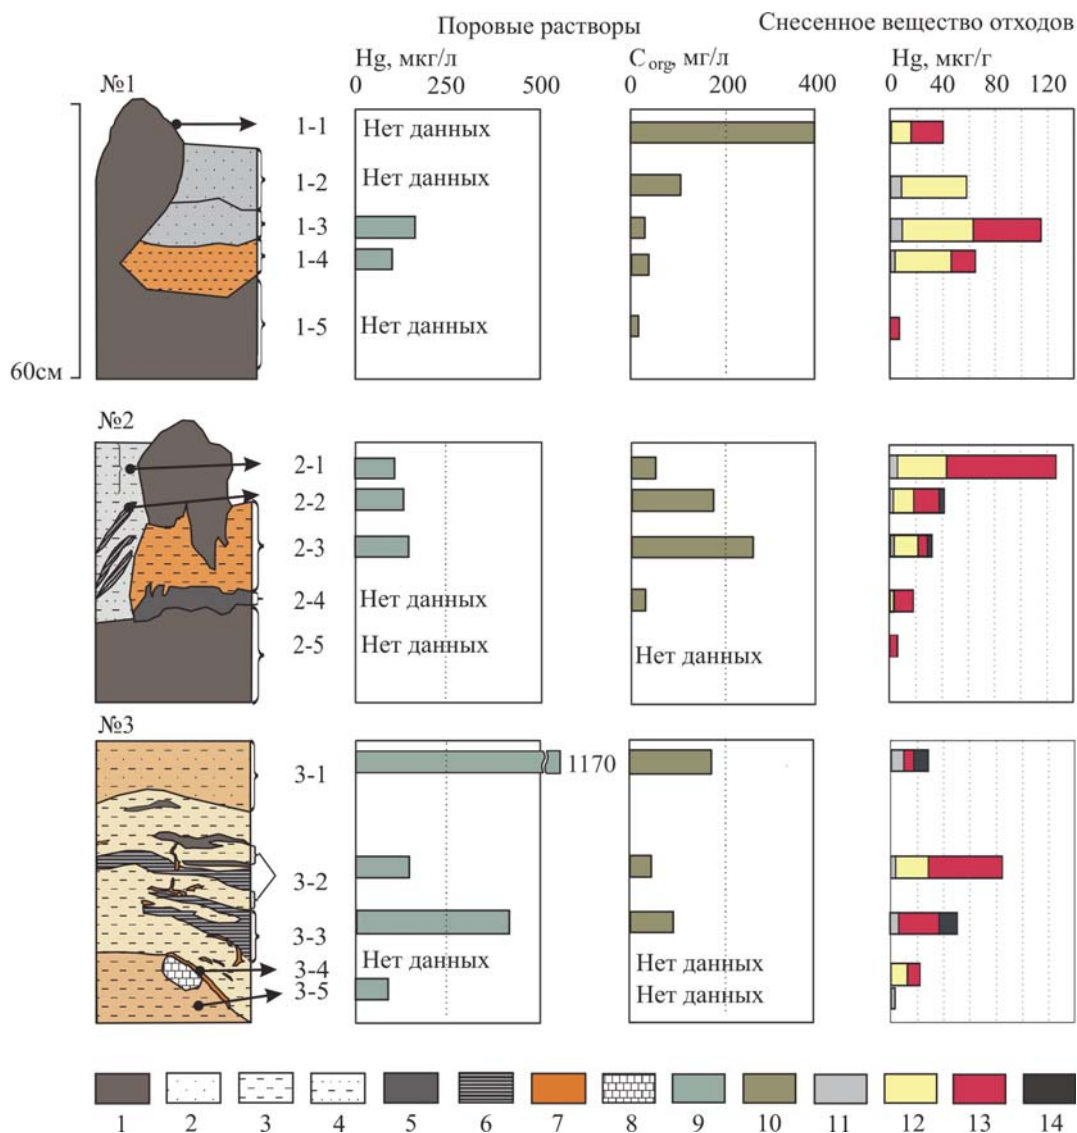 Поровые растворы
Снесенное вещество отходов
Hg, мкг/л
C org, мг/л
Hg, мкг/г
0 250 500
0 200 400
0 40 80 120
№1
60см
1-1 Нет данных
1-2 Нет данных
1-3
1-4
1-5 Нет данных
№2
2-1
2-2
2-3
2-4 Нет данных
2-5 Нет данных Нет данных
№3
3-1 1170
3-2
3-3
3-4 Нет данных Нет данных
3-5 Нет данных
1 2 3 4 5 6 7 8 9 10 11 12 13 14